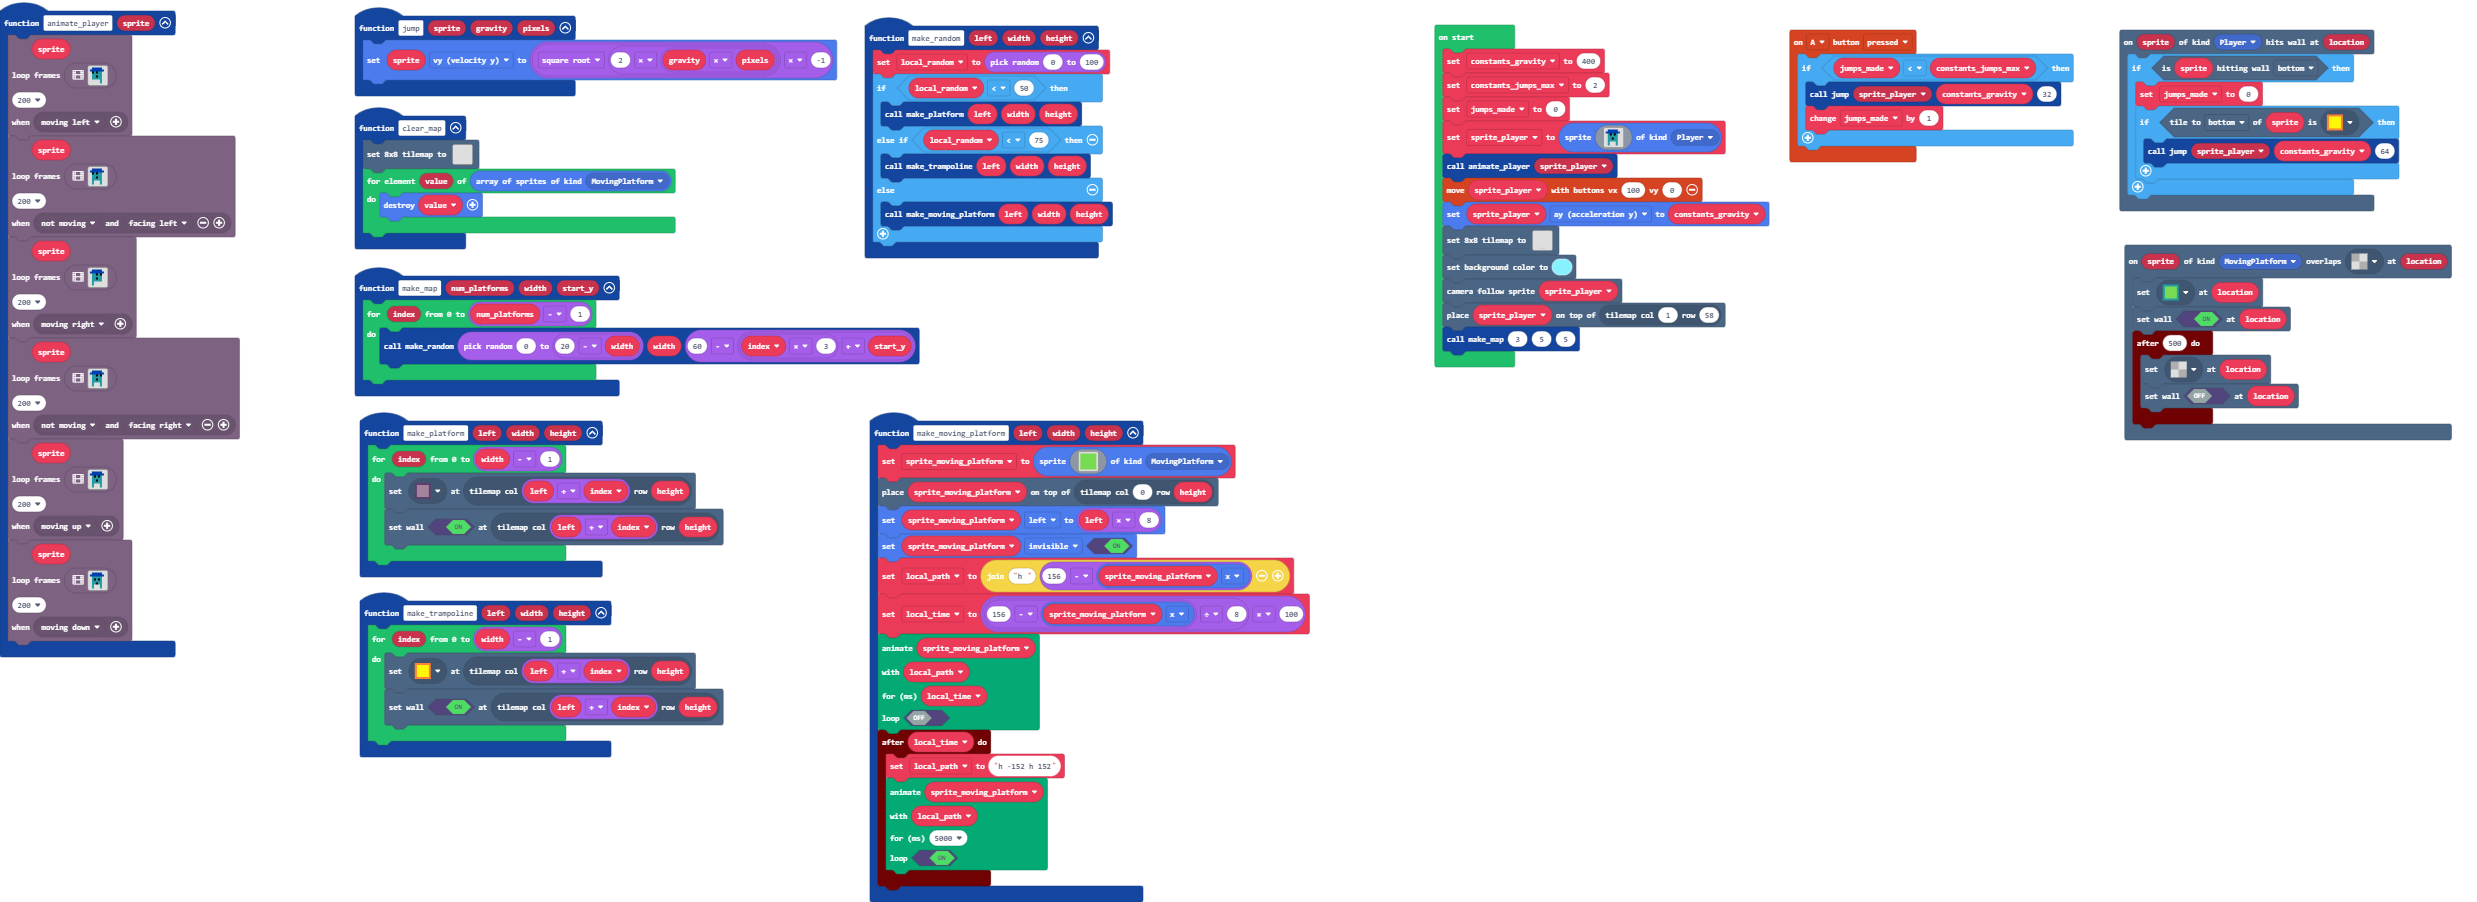 function animate_player sprite
sprite
loop frames
200
when moving left
sprite
loop frames
200
when not moving and facing left
sprite
loop frames
200
when moving right
sprite
loop frames
200
when not moving and facing right
sprite
loop frames
200
when moving up
sprite
loop frames
200
when moving down
function jump sprite gravity pixels
set sprite vy (velocity y) to square root 2 × gravity × pixels × -1
function clear_map
set 8x8 tilemap to
for element value of array of sprites of kind MovingPlatform
do
destroy value
function make_map num_platforms width start_y
for index from 0 to num_platforms - 1
do
call make_random pick random 0 to 20 - width width 60 - index × 3 + start_y
function make_platform left width height
for index from 0 to width - 1
do
set at tilemap col left + index row height
set wall ON at tilemap col left + index row height
function make_trampoline left width height
for index from 0 to width - 1
do
set at tilemap col left + index row height
set wall ON at tilemap col left + index row height
function make_random left width height
set local_random to pick random 0 to 100
if local_random < 50 then
call make_platform left width height
else if local_random < 75 then
call make_trampoline left width height
else
call make_moving_platform left width height
function make_moving_platform left width height
set sprite_moving_platform to sprite of kind MovingPlatform
place sprite_moving_platform on top of tilemap col 0 row height
set sprite_moving_platform left to left × 8
set sprite_moving_platform invisible ON
set local_path to join "h " 156 - sprite_moving_platform x
set local_time to 156 - sprite_moving_platform x ÷ 8 × 100
animate sprite_moving_platform
with local_path
for (ms) local_time
loop OFF
after local_time do
set local_path to "h -152 h 152"
animate sprite_moving_platform
with local_path
for (ms) 5000
loop ON
on start
set constants_gravity to 400
set constants_jumps_max to 2
set jumps_made to 0
set sprite_player to sprite of kind Player
call animate_player sprite_player
move sprite_player with buttons vx 100 vy 0
set sprite_player ay (acceleration y) to constants_gravity
set 8x8 tilemap to
set background color to
camera follow sprite sprite_player
place sprite_player on top of tilemap col 1 row 58
call make_map 3 5 5
on A button pressed
if jumps_made < constants_jumps_max then
call jump sprite_player constants_gravity 32
change jumps_made by 1
on sprite of kind Player hits wall at location
if is sprite hitting wall bottom then
set jumps_made to 0
if tile to bottom of sprite is then
call jump sprite_player constants_gravity 64
on sprite of kind MovingPlatform overlaps at location
set at location
set wall ON at location
after 500 do
set at location
set wall OFF at location